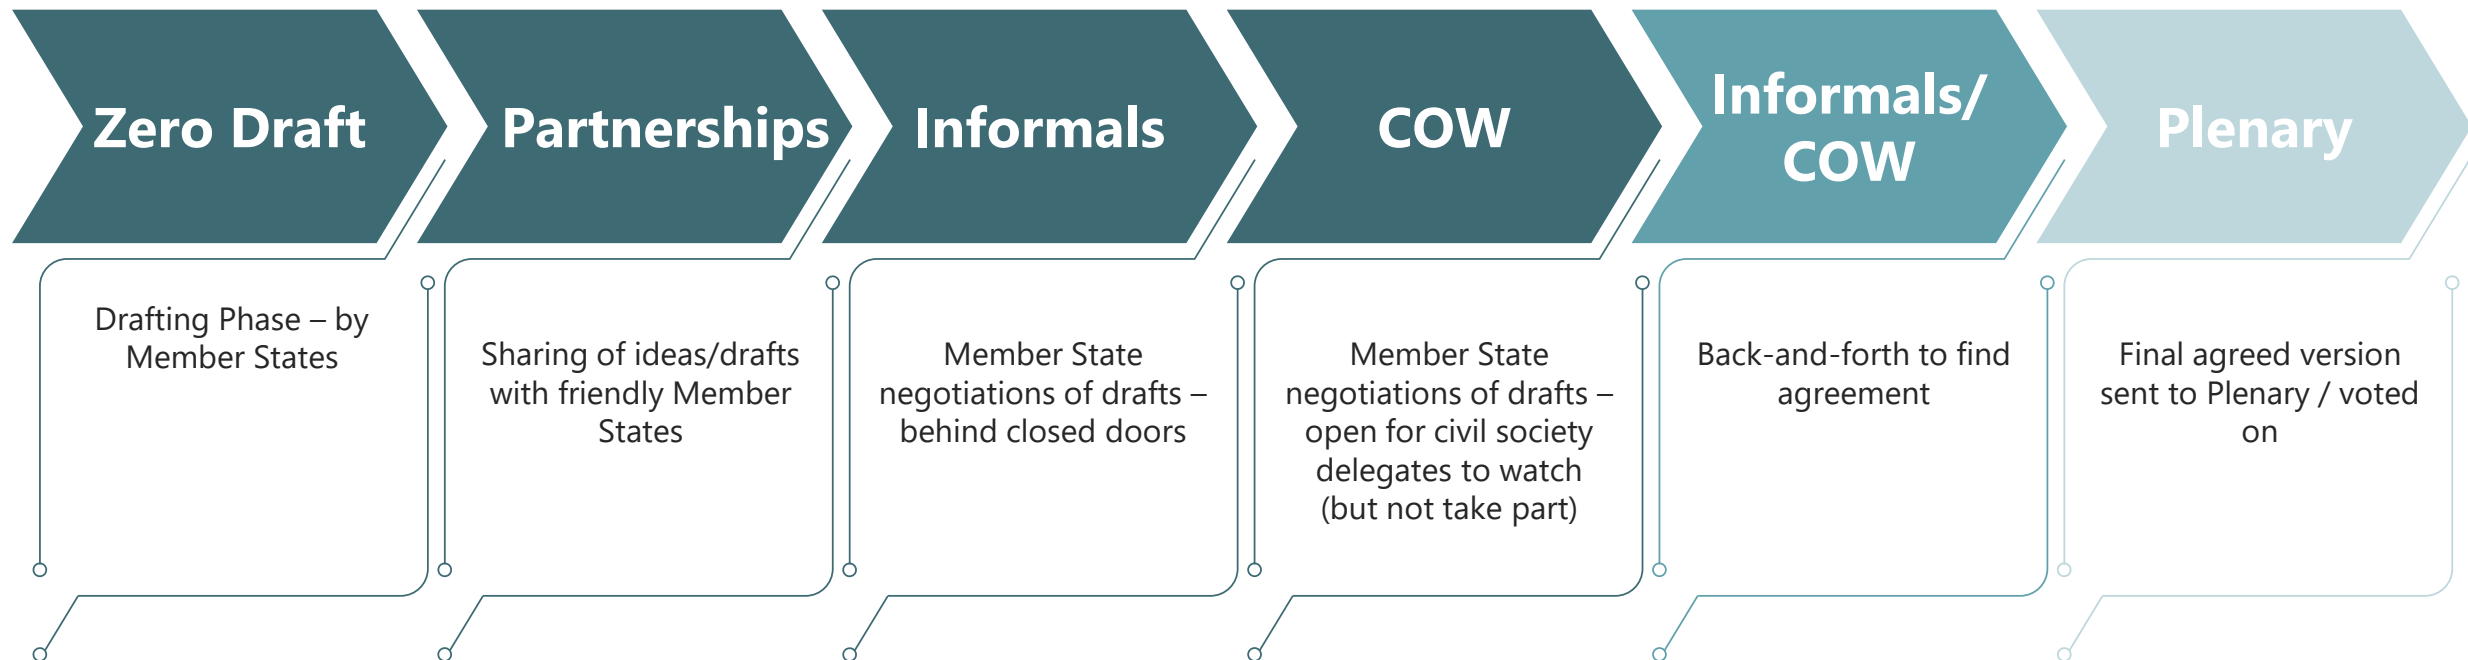 Zero Draft
Drafting Phase – by
Member States
Partnerships
Sharing of ideas/drafts
with friendly Member
States
Informals
Member State
negotiations of drafts –
behind closed doors
COW
Member State
negotiations of drafts –
open for civil society
delegates to watch
(but not take part)
Informals/
COW
Back-and-forth to find
agreement
Plenary
Final agreed version
sent to Plenary / voted
on